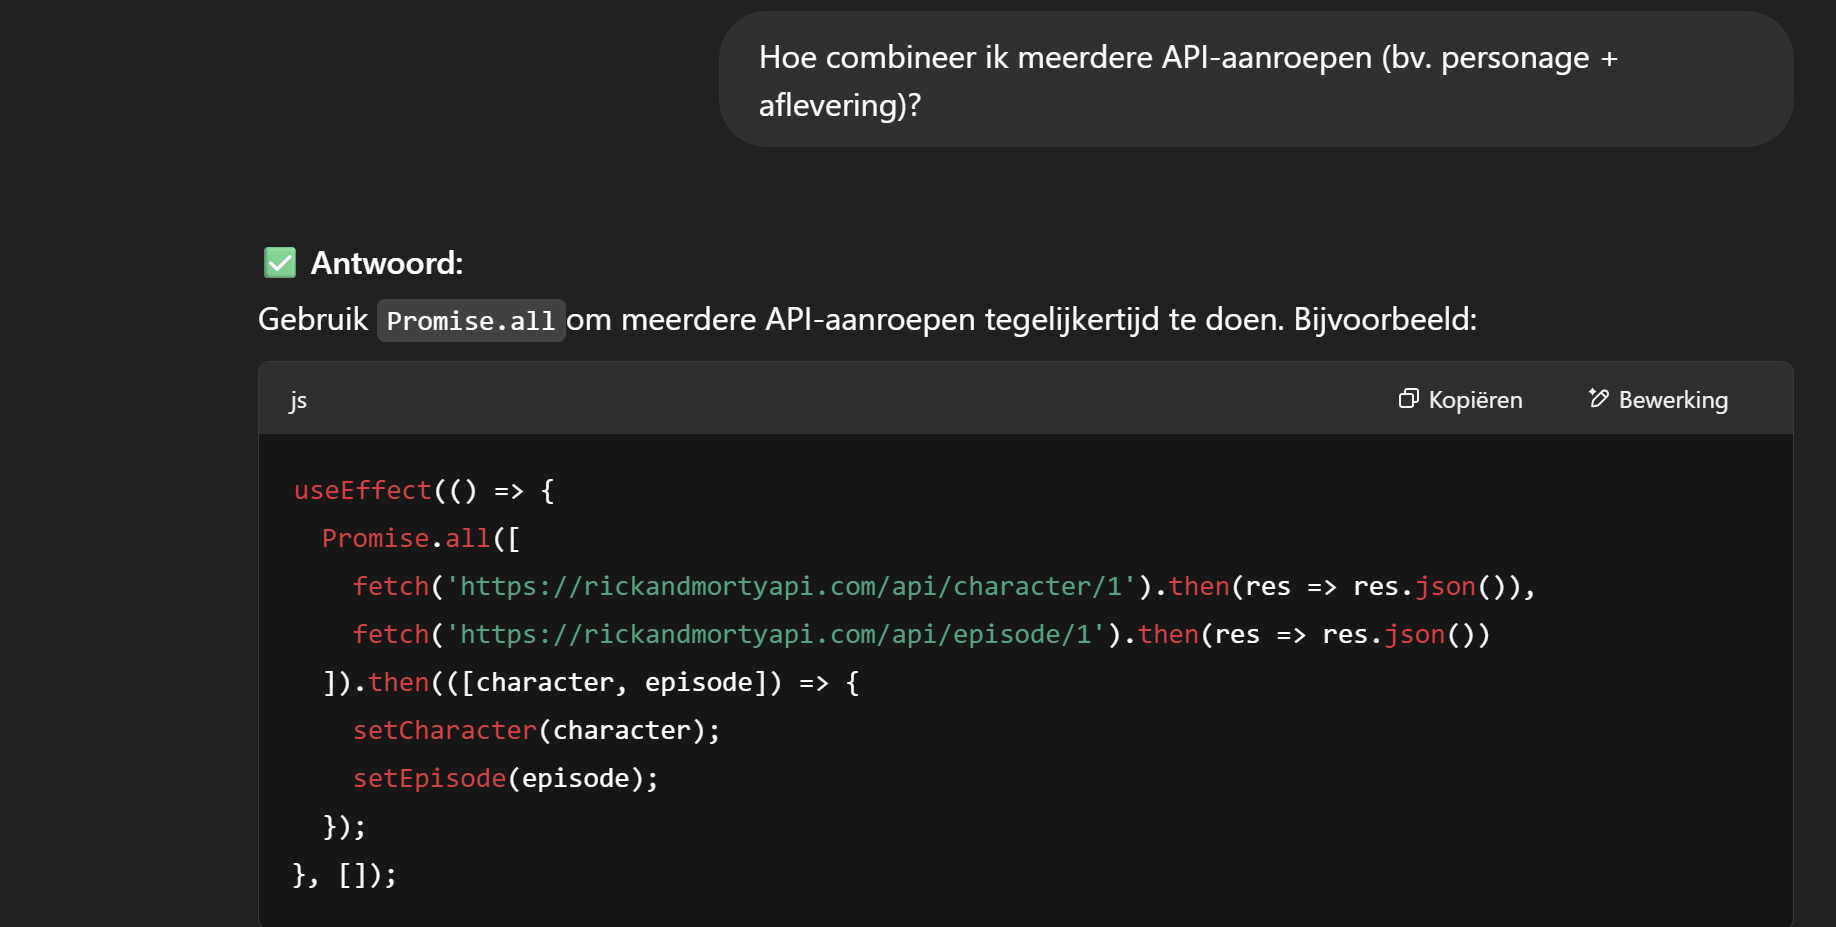 Hoe combineer ik meerdere API-aanroepen (bv. personage +
aflevering)?
✅ Antwoord:
Gebruik Promise.all om meerdere API-aanroepen tegelijkertijd te doen. Bijvoorbeeld:
js Kopiëren Bewerking
useEffect(() => {
  Promise.all([
    fetch('https://rickandmortyapi.com/api/character/1').then(res => res.json()),
    fetch('https://rickandmortyapi.com/api/episode/1').then(res => res.json())
  ]).then(([character, episode]) => {
    setCharacter(character);
    setEpisode(episode);
  });
}, []);